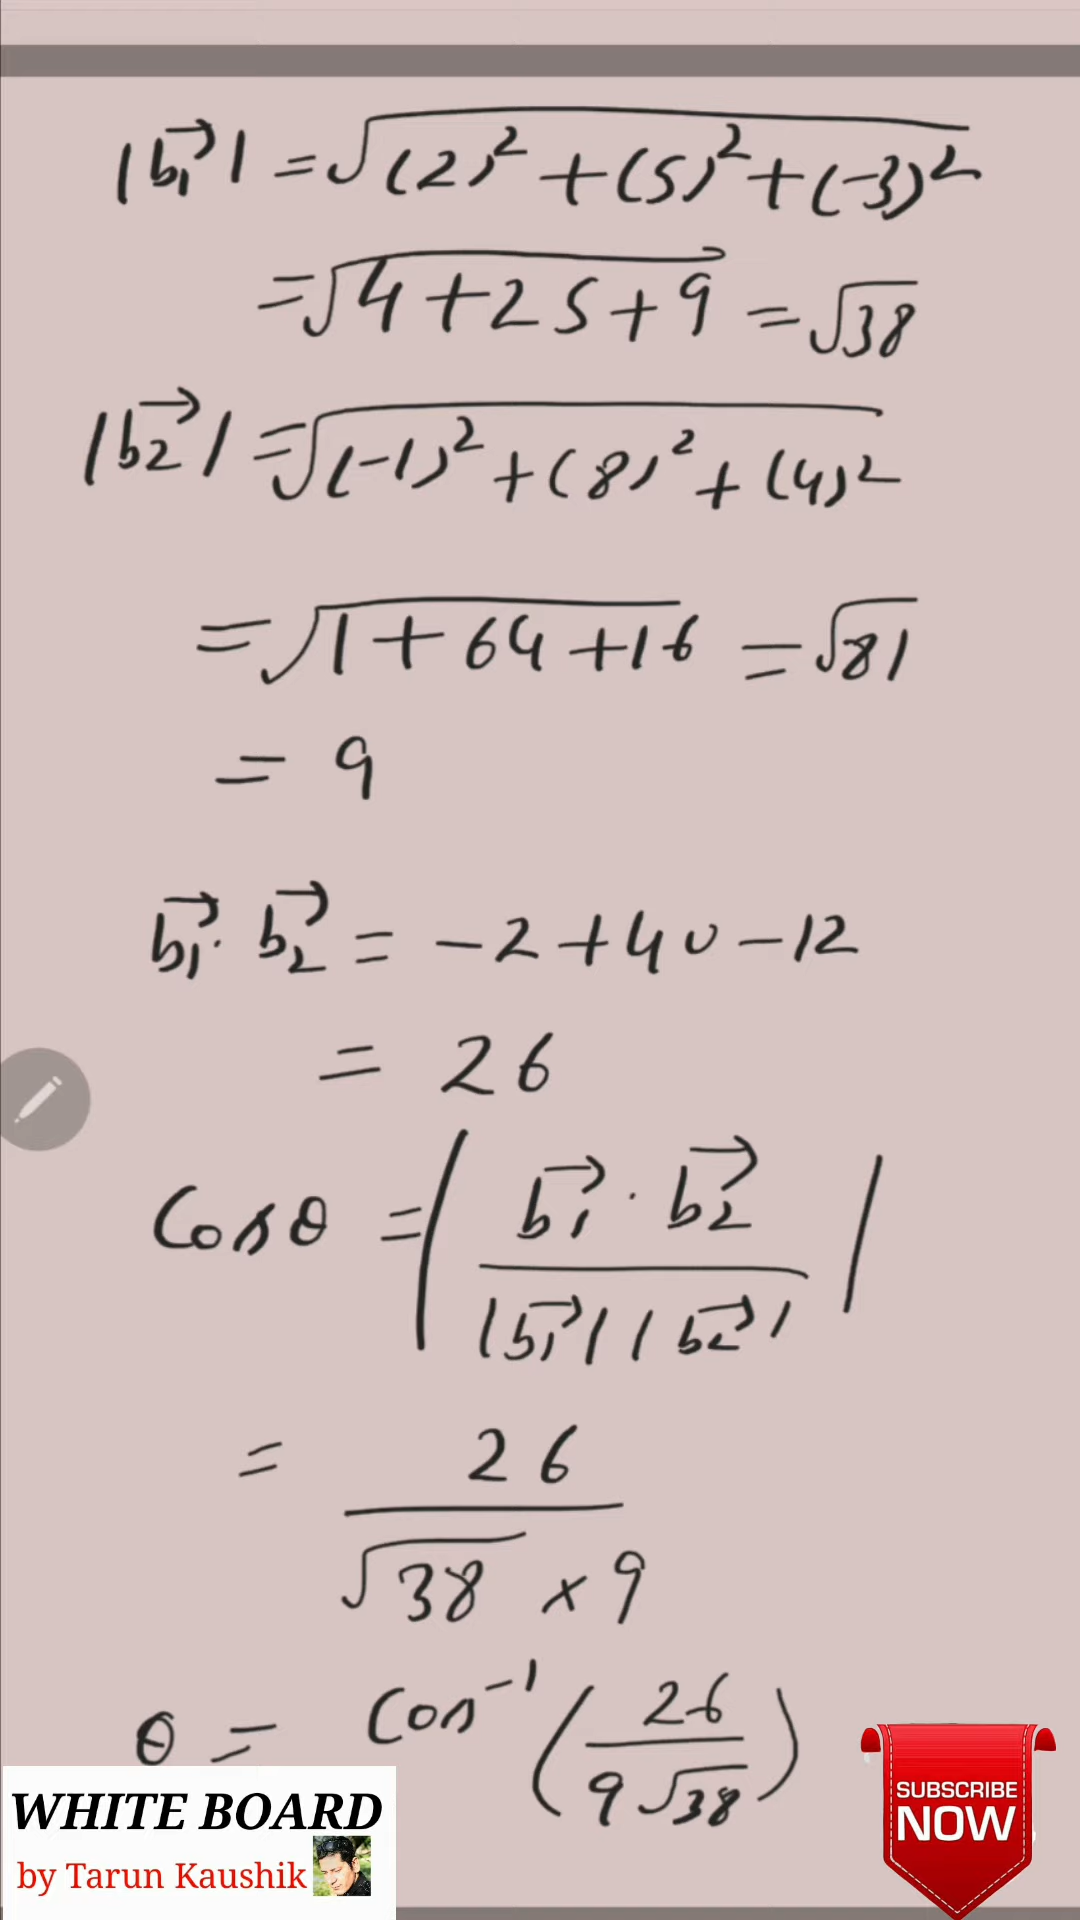 |b₁→| = √(2)² + (5)² + (-3)²
= √4 + 25 + 9 = √38
|b₂→| = √(-1)² + (8)² + (4)²
= √1 + 64 + 16 = √81
= 9
b₁→ . b₂→ = -2 + 40 - 12
= 26
Cosθ = | b₁→ . b₂→ / |b₁→| |b₂→| |
= 26 / √38 × 9
θ = Cos⁻¹ ( 26 / 9√38 )
WHITE BOARD
by Tarun Kaushik
SUBSCRIBE
NOW